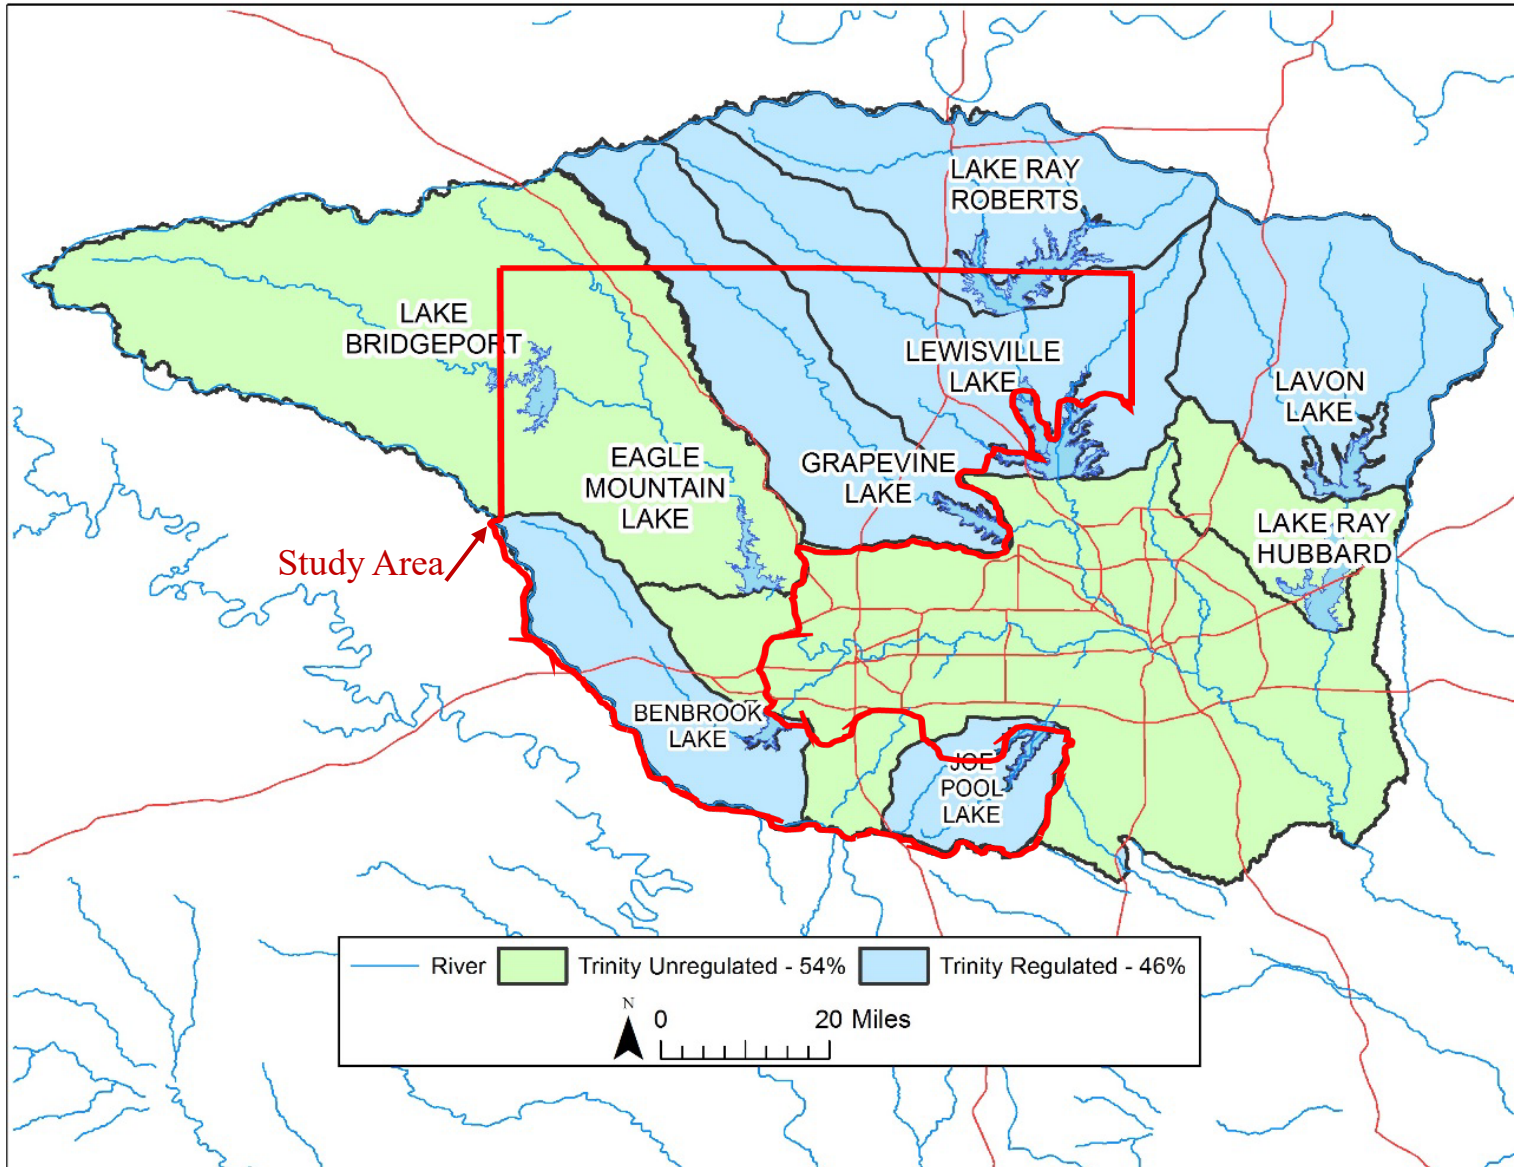 LAKE RAY
ROBERTS
LAKE
BRIDGEPORT
LEWISVILLE
LAKE
LAVON
LAKE
EAGLE
MOUNTAIN
LAKE
GRAPEVINE
LAKE
LAKE RAY
HUBBARD
Study Area
BENBROOK
LAKE
JOE
POOL
LAKE
River
Trinity Unregulated - 54%
Trinity Regulated - 46%
N
0 20 Miles